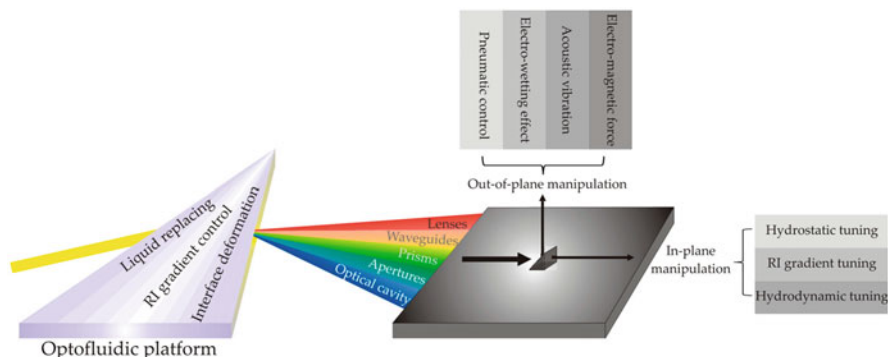 Pneumatic control
Electro-wetting effect
Acoustic vibration
Electro-magnetic force
Out-of-plane manipulation
Liquid replacing
RI gradient control
Interface deformation
Optofluidic platform
Lenses
Waveguides
Prisms
Apertures
Optical cavity
In-plane
manipulation
Hydrostatic tuning
RI gradient tuning
Hydrodynamic tuning